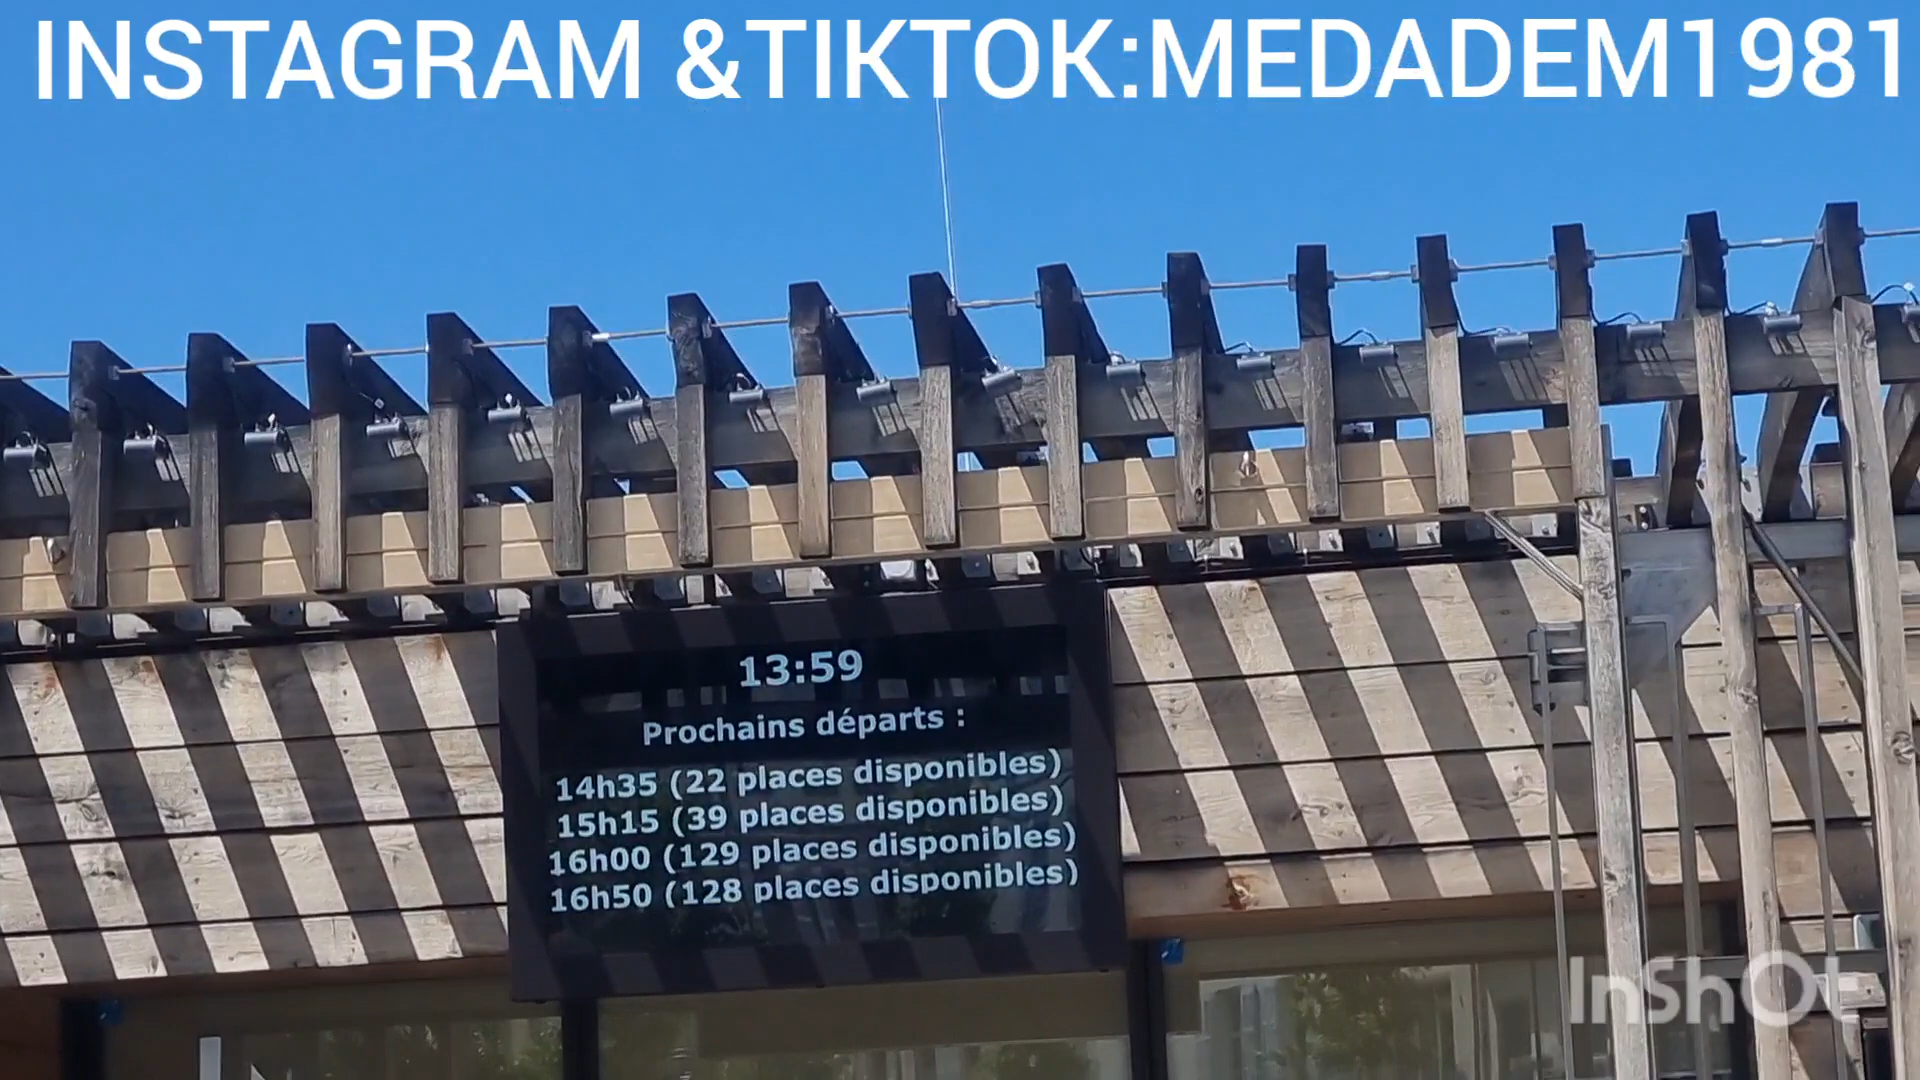 INSTAGRAM &TIKTOK:MEDADEM1981
13:59
Prochains départs :
14h35 (22 places disponibles)
15h15 (39 places disponibles)
16h00 (129 places disponibles)
16h50 (128 places disponibles)
InShOt